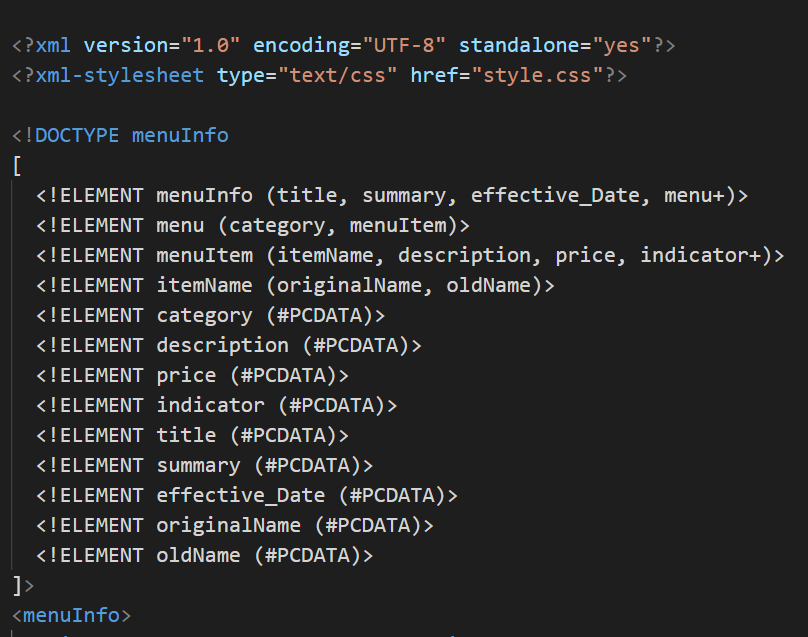 <?xml version="1.0" encoding="UTF-8" standalone="yes"?>
<?xml-stylesheet type="text/css" href="style.css"?>
<!DOCTYPE menuInfo
[
<!ELEMENT menuInfo (title, summary, effective_Date, menu+)>
<!ELEMENT menu (category, menuItem)>
<!ELEMENT menuItem (itemName, description, price, indicator+)>
<!ELEMENT itemName (originalName, oldName)>
<!ELEMENT category (#PCDATA)>
<!ELEMENT description (#PCDATA)>
<!ELEMENT price (#PCDATA)>
<!ELEMENT indicator (#PCDATA)>
<!ELEMENT title (#PCDATA)>
<!ELEMENT summary (#PCDATA)>
<!ELEMENT effective_Date (#PCDATA)>
<!ELEMENT originalName (#PCDATA)>
<!ELEMENT oldName (#PCDATA)>
]>
<menuInfo>